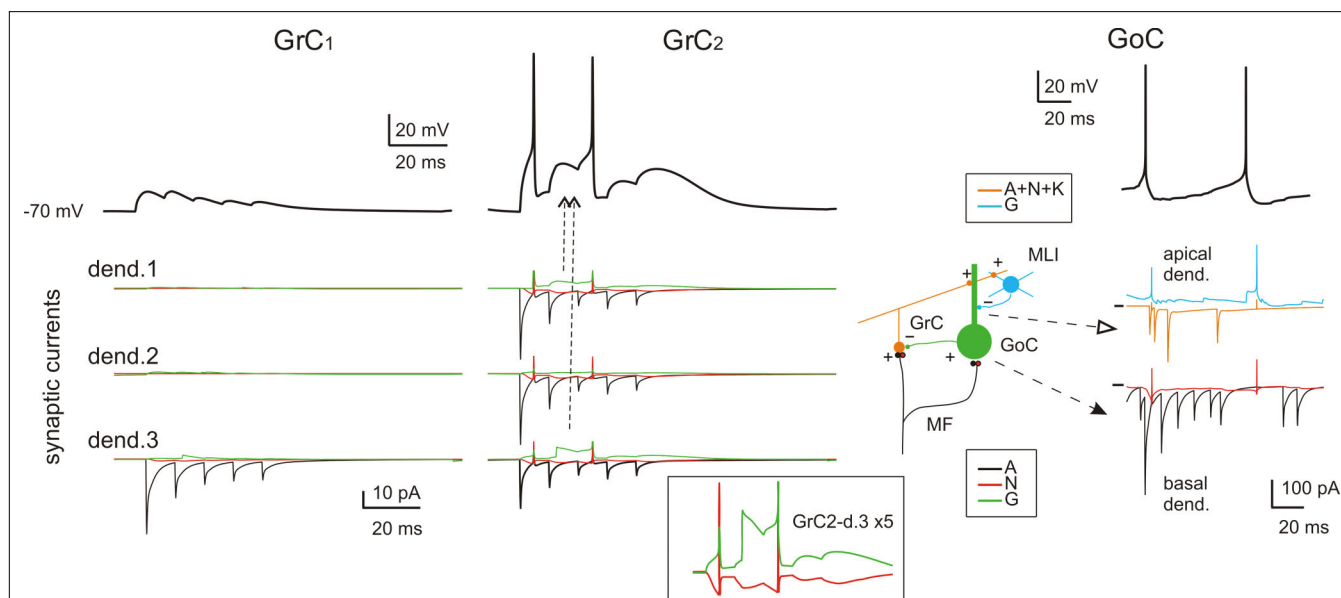 GrC1
GrC2
GoC
20 mV
20 ms
20 mV
20 ms
-70 mV
A+N+K
G
MLI
+
+
–
GrC
–
+
GoC
+
MF
apical
dend.
basal
dend.
100 pA
20 ms
synaptic currents
dend.1
dend.2
dend.3
10 pA
20 ms
A
N
G
GrC2-d.3 x5